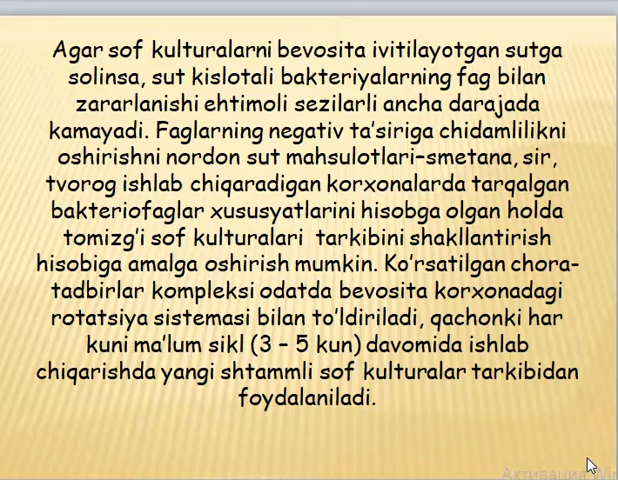 Agar sof kulturalarni bevosita ivitilayotgan sutga
solinsa, sut kislotali bakteriyalarning fag bilan
zararlanishi ehtimoli sezilarli ancha darajada
kamayadi. Faglarning negativ ta’siriga chidamlilikni
oshirishni nordon sut mahsulotlari–smetana, sir,
tvorog ishlab chiqaradigan korxonalarda tarqalgan
bakteriofaglar xususyatlarini hisobga olgan holda
tomizg’i sof kulturalari tarkibini shakllantirish
hisobiga amalga oshirish mumkin. Ko’rsatilgan chora-
tadbirlar kompleksi odatda bevosita korxonadagi
rotatsiya sistemasi bilan to’ldiriladi, qachonki har
kuni ma’lum sikl (3 – 5 kun) davomida ishlab
chiqarishda yangi shtammli sof kulturalar tarkibidan
foydalaniladi.
Активация Win